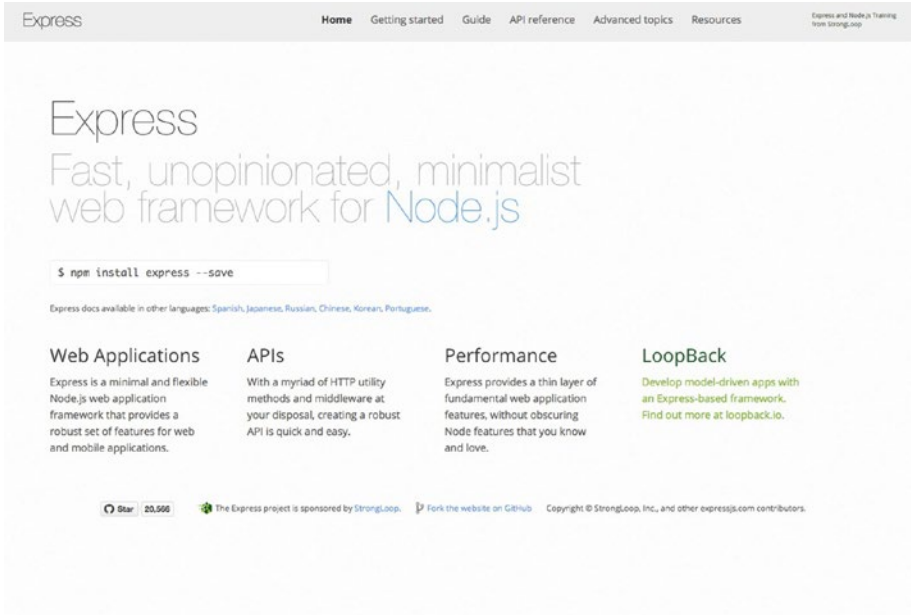 Express
Home Getting started Guide API reference Advanced topics Resources
Express and Node.js Training
from StrongLoop
Express
Fast, unopinionated, minimalist
web framework for Node.js
$ npm install express --save
Express docs available in other languages: Spanish, Japanese, Russian, Chinese, Korean, Portuguese.
Web Applications
Express is a minimal and flexible
Node.js web application
framework that provides a
robust set of features for web
and mobile applications.
APIs
With a myriad of HTTP utility
methods and middleware at
your disposal, creating a robust
API is quick and easy.
Performance
Express provides a thin layer of
fundamental web application
features, without obscuring
Node features that you know
and love.
LoopBack
Develop model-driven apps with
an Express-based framework.
Find out more at loopback.io.
Star 20,566
The Express project is sponsored by StrongLoop.
Fork the website on GitHub
Copyright © StrongLoop, Inc., and other expressjs.com contributors.